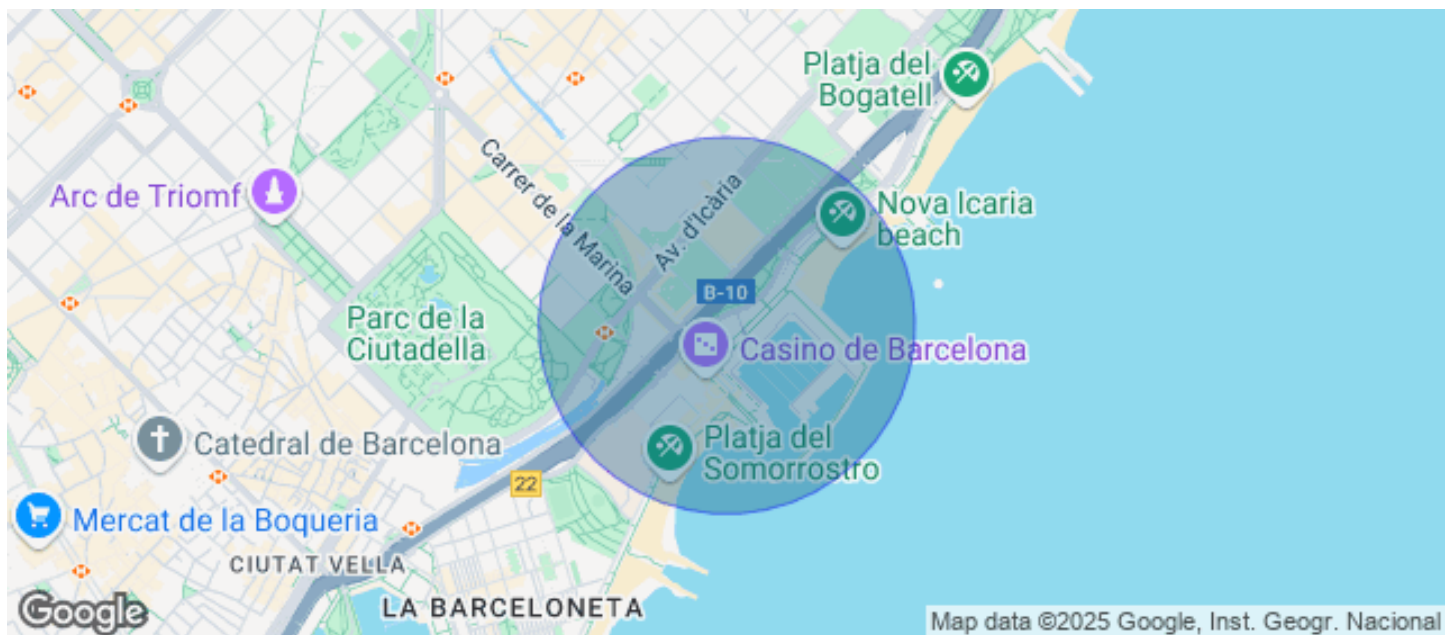 Platja del
Bogatell
Carrer de la Marina
Arc de Triomf
Av. d'Icària
Nova Icaria
beach
B-10
Parc de la
Ciutadella
Casino de Barcelona
Catedral de Barcelona
Platja del
Somorrostro
22
Mercat de la Boqueria
CIUTAT VELLA
LA BARCELONETA
Google
Map data ©2025 Google, Inst. Geogr. Nacional